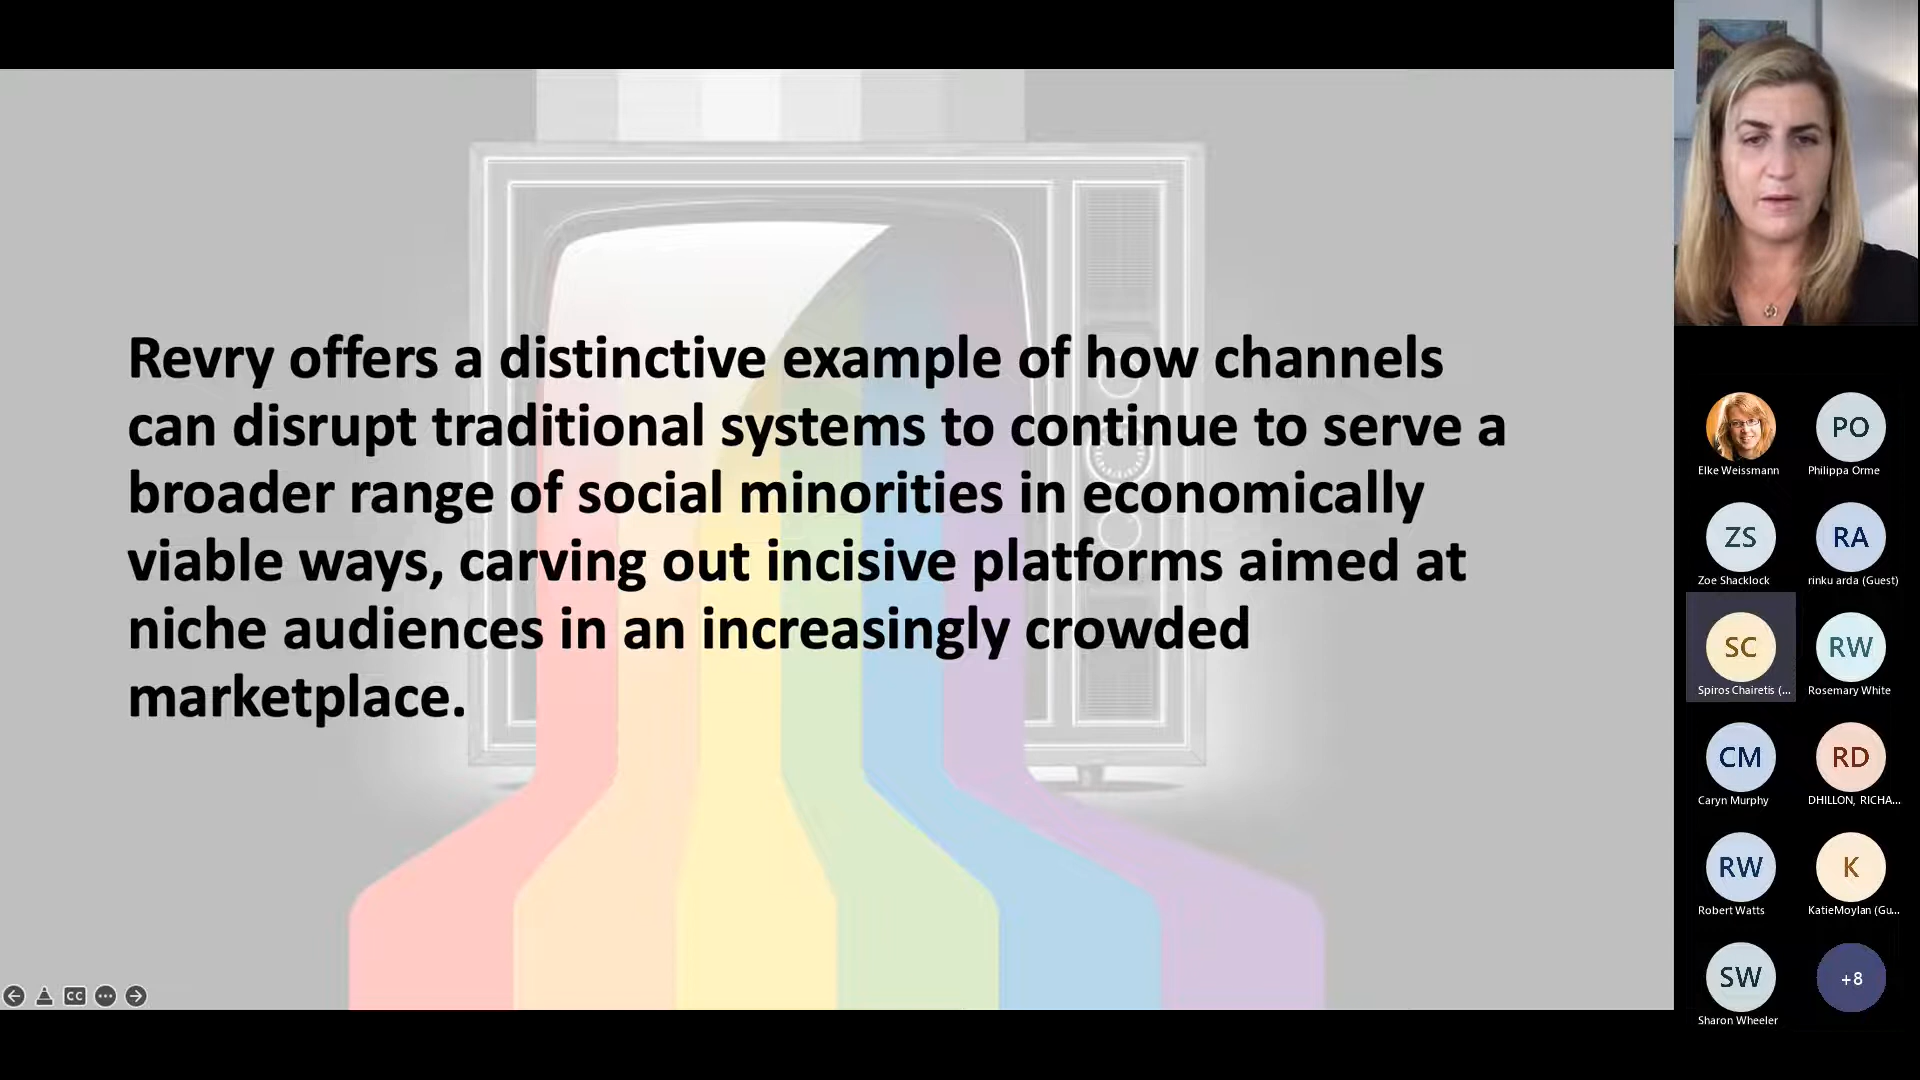 Revry offers a distinctive example of how channels
can disrupt traditional systems to continue to serve a
broader range of social minorities in economically
viable ways, carving out incisive platforms aimed at
niche audiences in an increasingly crowded
marketplace.
CC
Elke Weissmann
PO
Philippa Orme
ZS
Zoe Shacklock
RA
rinku arda (Guest)
SC
Spiros Chairetis (...
RW
Rosemary White
CM
Caryn Murphy
RD
DHILLON, RICHA...
RW
Robert Watts
K
KatieMoylan (Gu...
SW
Sharon Wheeler
+8